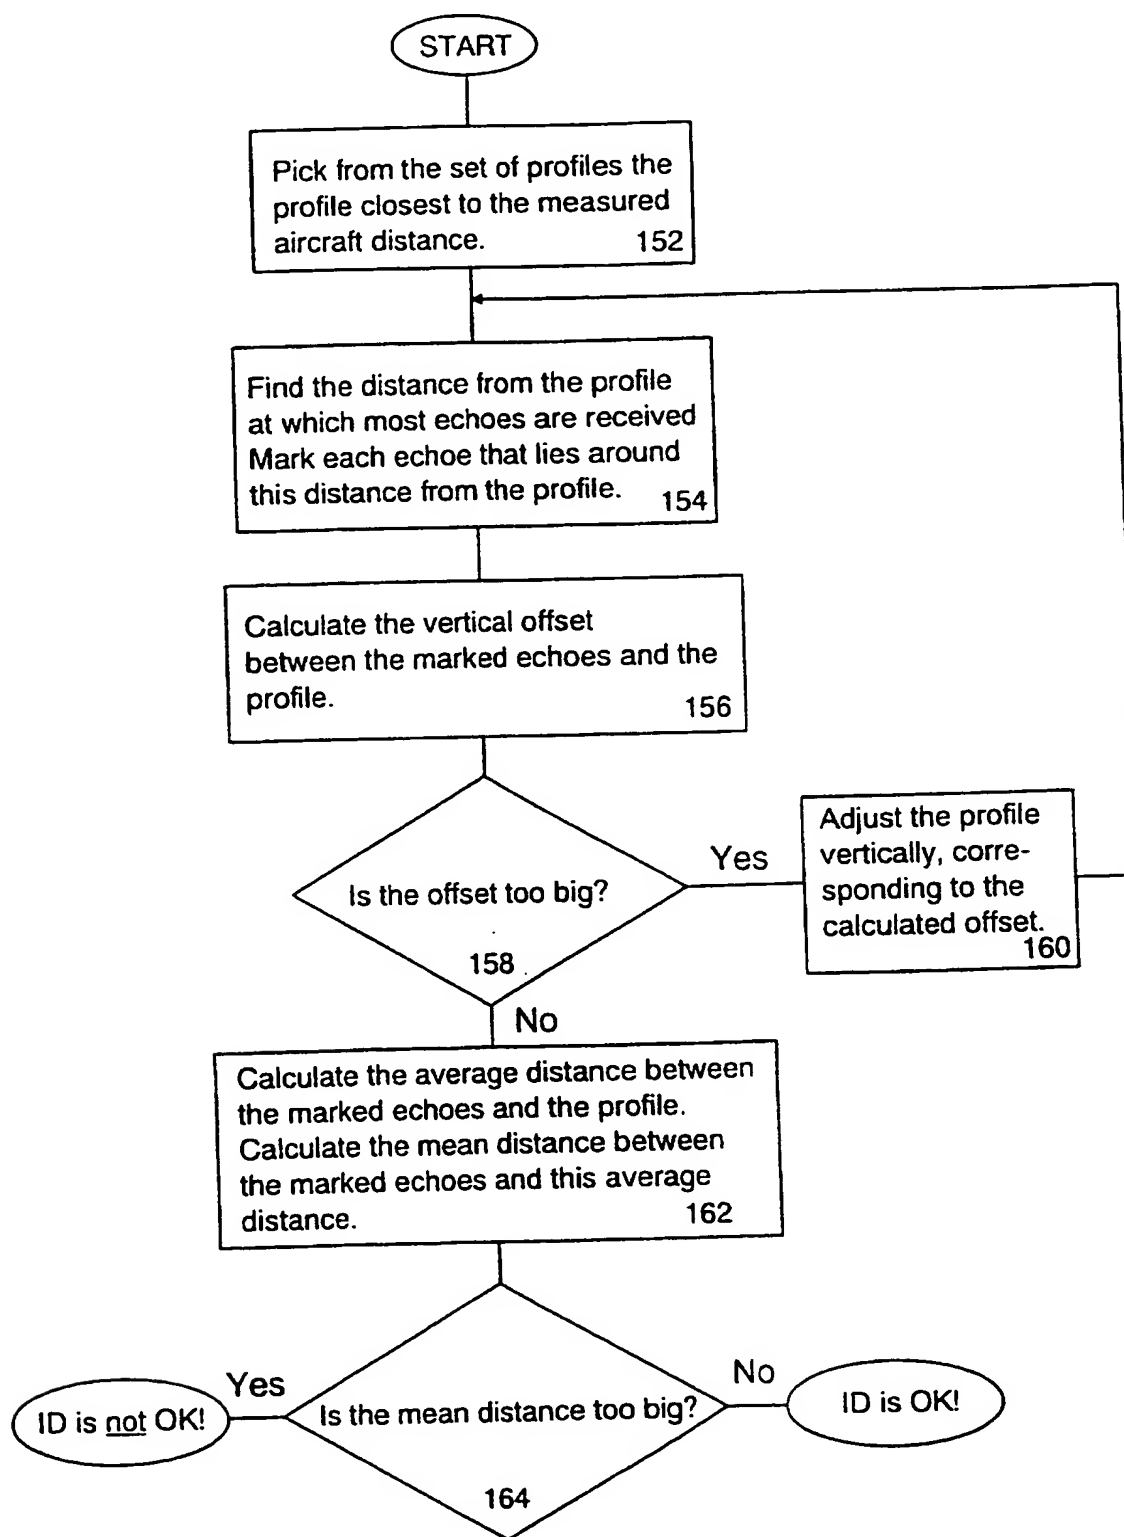 START
Pick from the set of profiles the
profile closest to the measured
aircraft distance.
152
Find the distance from the profile
at which most echoes are received
Mark each echoe that lies around
this distance from the profile.
154
Calculate the vertical offset
between the marked echoes and the
profile.
156
Is the offset too big?
158
Yes
Adjust the profile
vertically, corre-
sponding to the
calculated offset.
160
No
Calculate the average distance between
the marked echoes and the profile.
Calculate the mean distance between
the marked echoes and this average
distance.
162
Is the mean distance too big?
164
Yes
ID is not OK!
No
ID is OK!